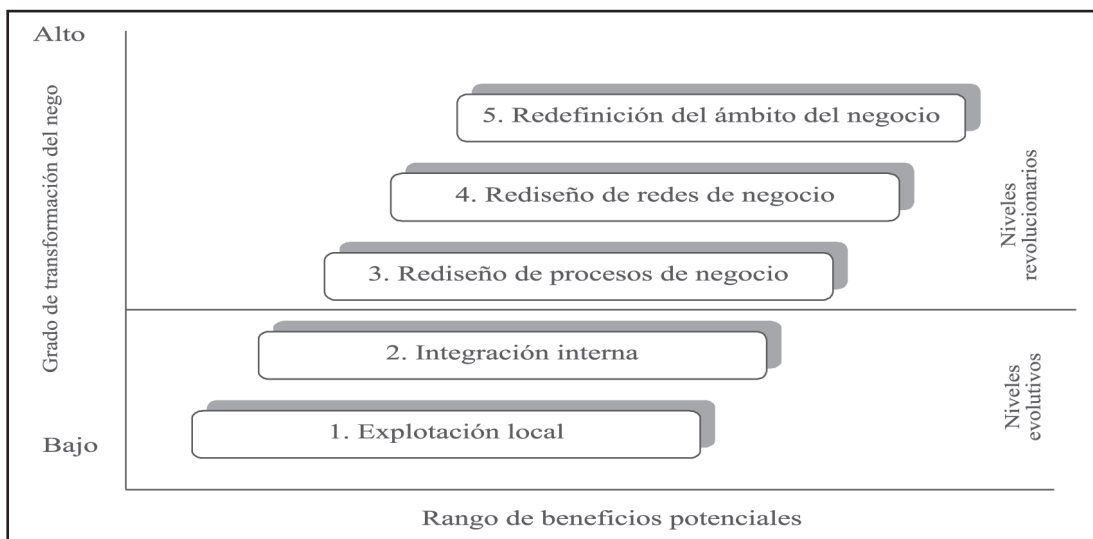 Alto
Grado de transformación del nego
5. Redefinición del ámbito del negocio
4. Rediseño de redes de negocio
3. Rediseño de procesos de negocio
Niveles
revolucionarios
2. Integración interna
1. Explotación local
Niveles
evolutivos
Bajo
Rango de beneficios potenciales